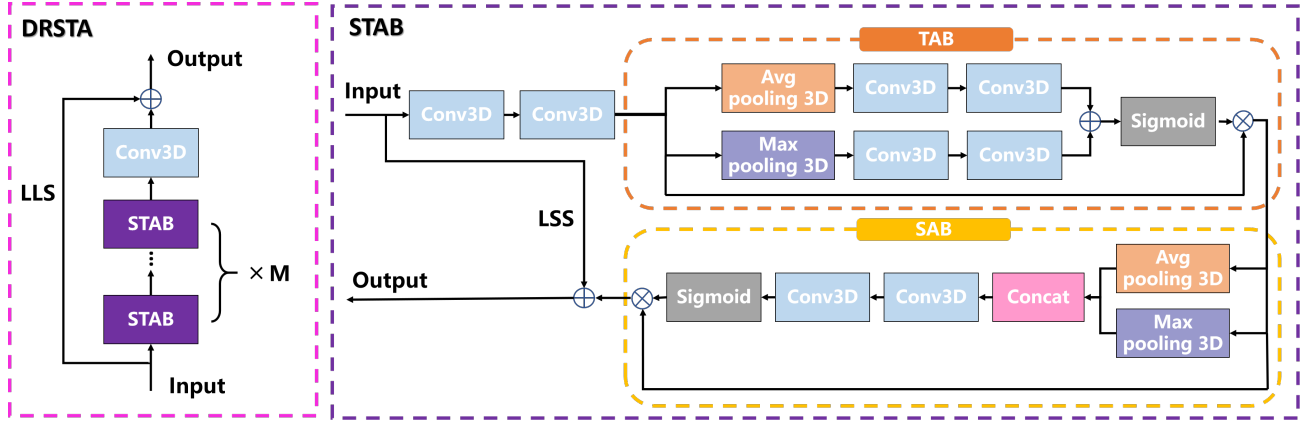 DRSTA
Output
Conv3D
LLS
STAB
STAB
× M
Input
STAB
TAB
Input
Conv3D
Conv3D
Avg
pooling 3D
Conv3D
Conv3D
Max
pooling 3D
Conv3D
Conv3D
Sigmoid
LSS
SAB
Output
Sigmoid
Conv3D
Conv3D
Concat
Avg
pooling 3D
Max
pooling 3D